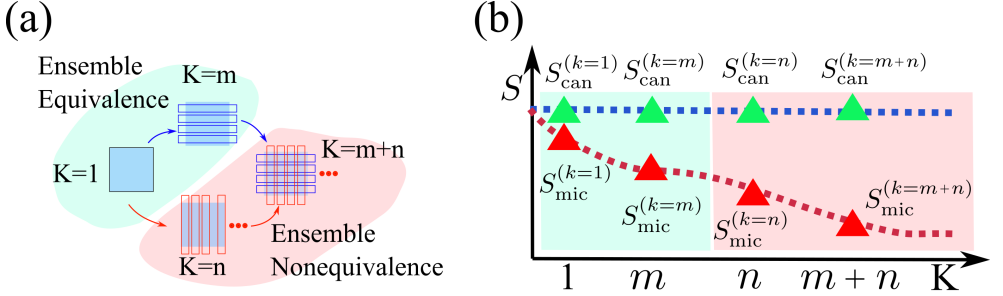 (a)
Ensemble
Equivalence
K=m
K=1
K=m+n
K=n
Ensemble
Nonequivalence
(b)
S
S_can^(k=1) S_can^(k=m) S_can^(k=n) S_can^(k=m+n)
S_mic^(k=1)
S_mic^(k=m)
S_mic^(k=n)
S_mic^(k=m+n)
1 m n m + n K